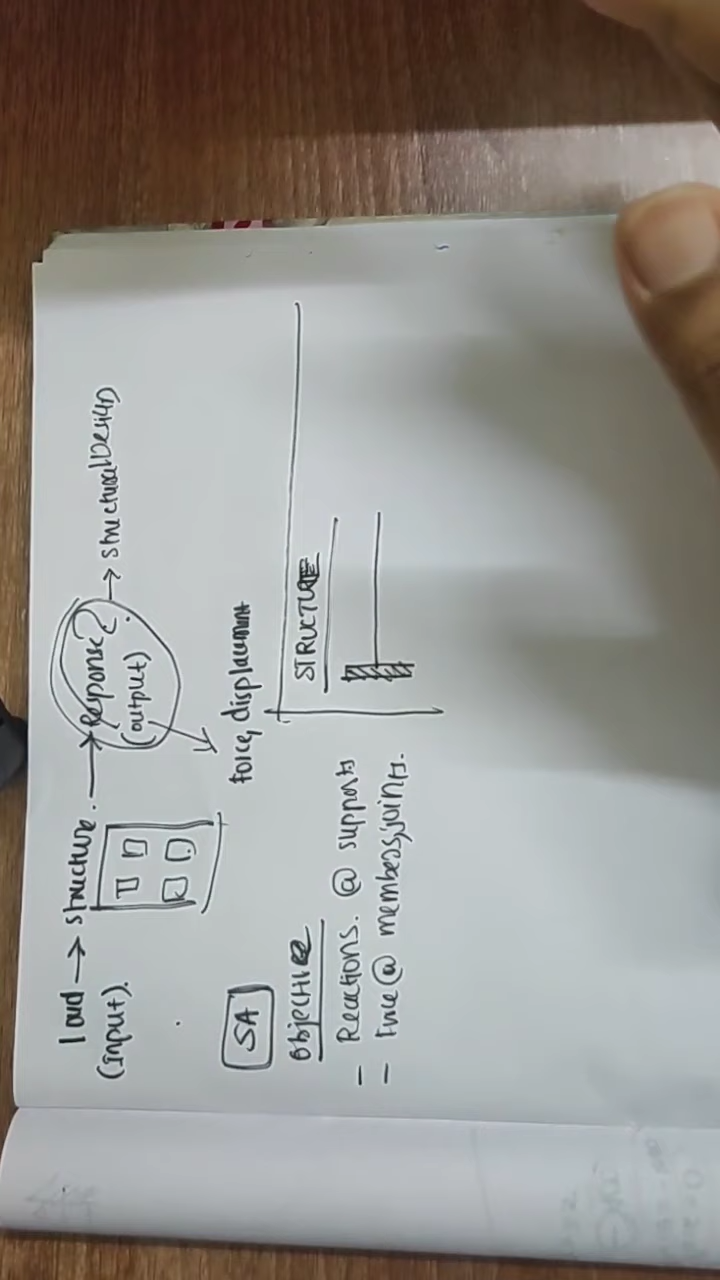 load → structure. → Response? → structural Design
(input). (output)
force, displacement
SA
Objective
- Reactions. @ supports
- force @ members, joints.
STRUCTURE